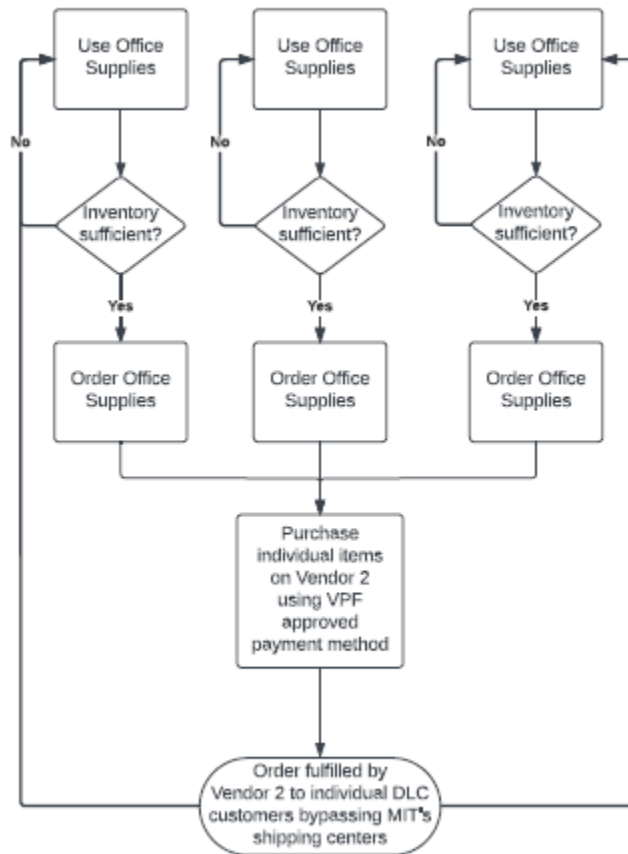 Use Office
Supplies
Use Office
Supplies
Use Office
Supplies
No
No
No
Inventory
sufficient?
Inventory
sufficient?
Inventory
sufficient?
Yes
Yes
Yes
Order Office
Supplies
Order Office
Supplies
Order Office
Supplies
Purchase
individual items
on Vendor 2
using VPF
approved
payment method
Order fulfilled by
Vendor 2 to individual DLC
customers bypassing MIT's
shipping centers